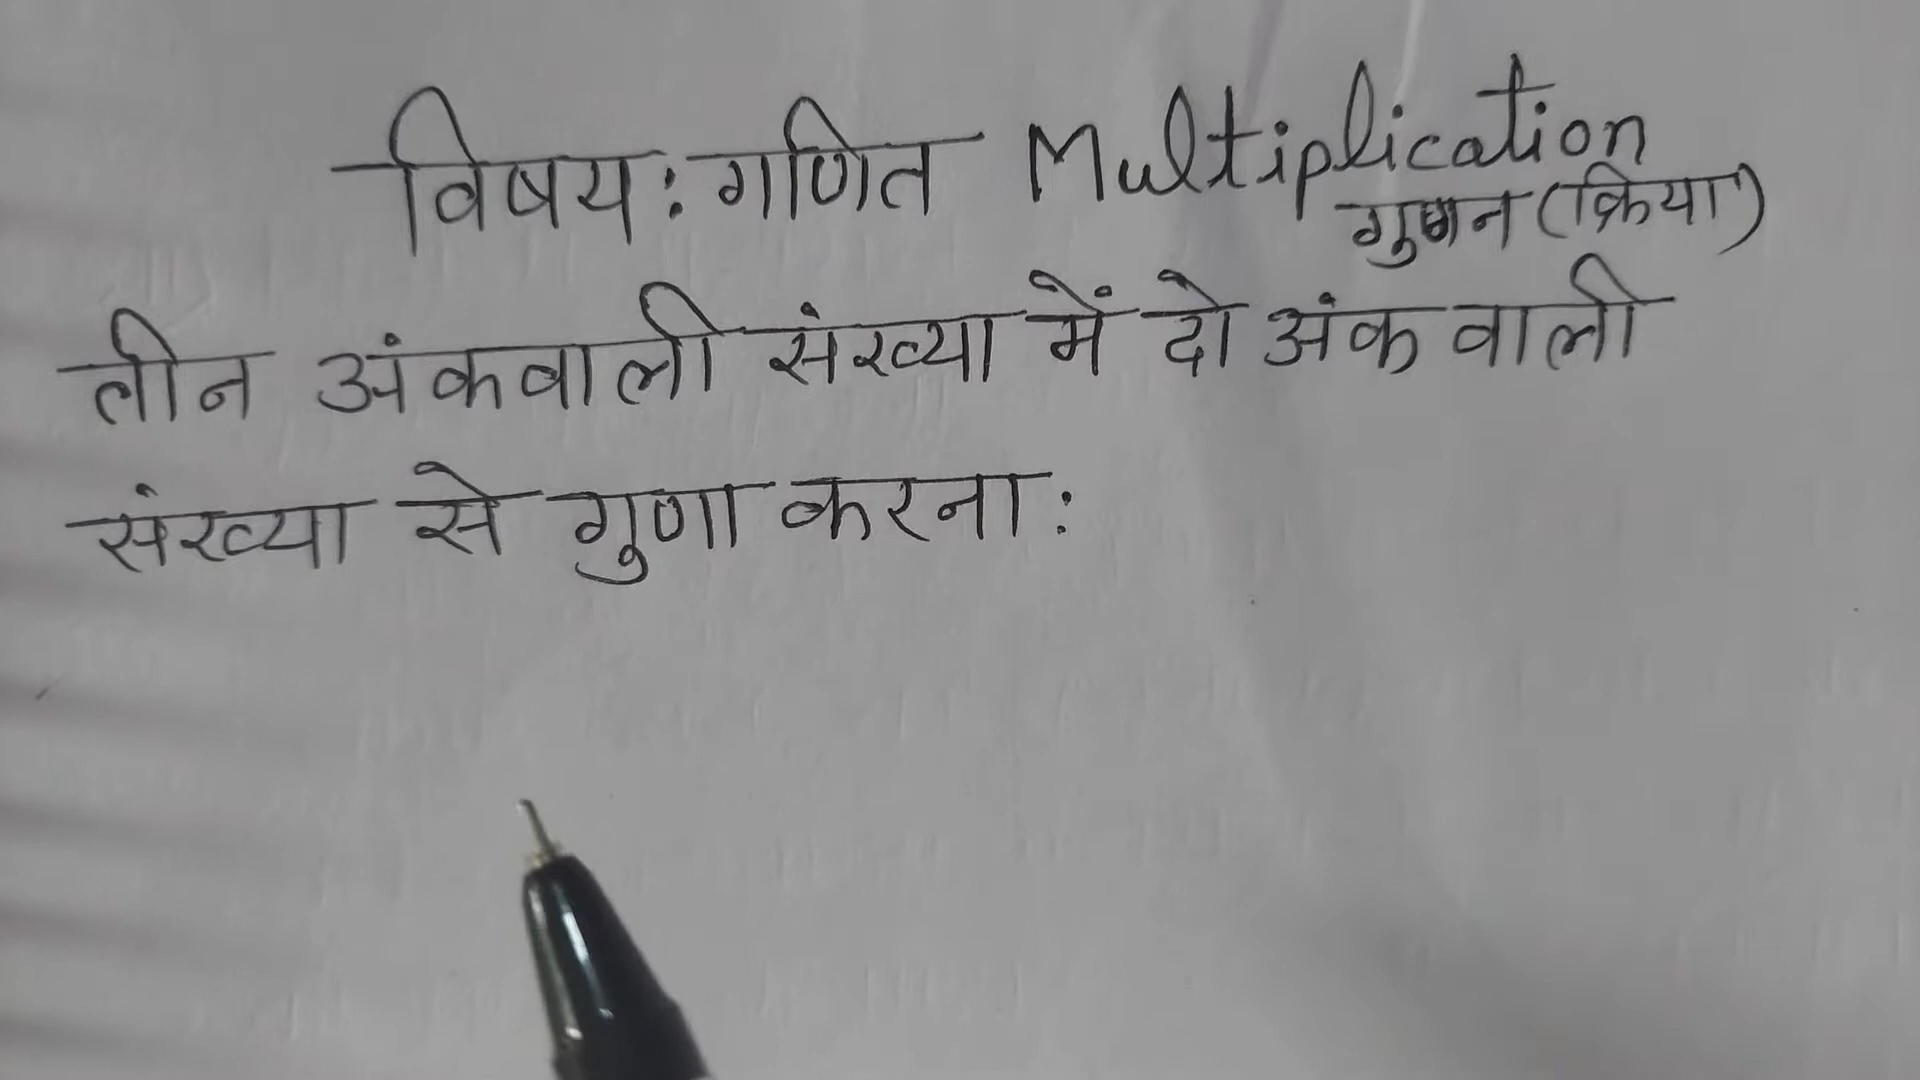 विषय: गणित Multiplication
गुणन (क्रिया)
तीन अंकवाली संख्या में दो अंक वाली
संख्या से गुणा करना: